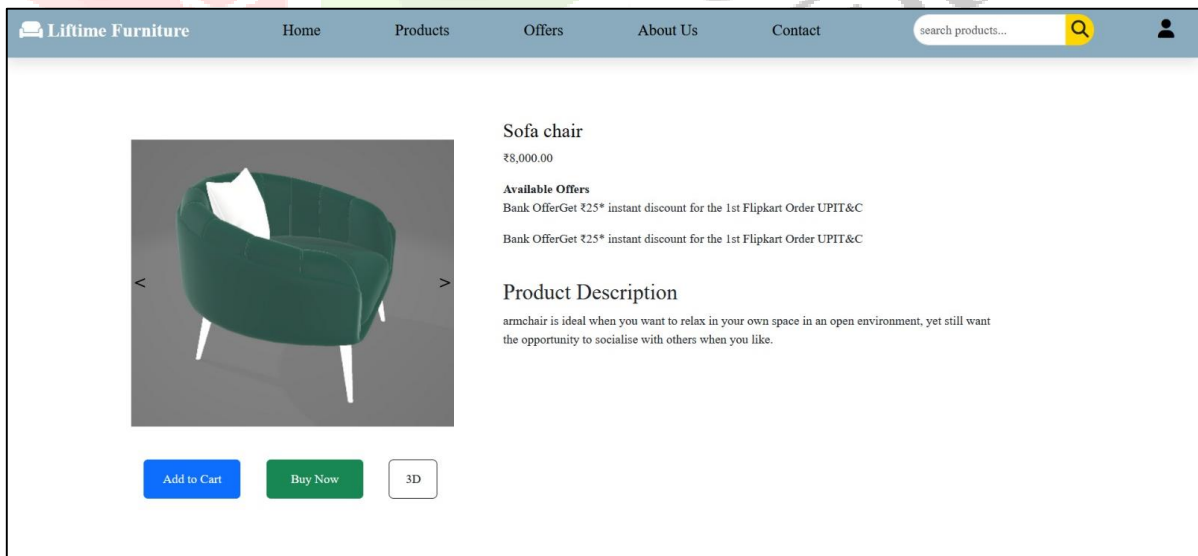 Liftime Furniture Home Products Offers About Us Contact search products...
Sofa chair
₹8,000.00
Available Offers
Bank OfferGet ₹25* instant discount for the 1st Flipkart Order UPIT&C
Bank OfferGet ₹25* instant discount for the 1st Flipkart Order UPIT&C
< >
Product Description
armchair is ideal when you want to relax in your own space in an open environment, yet still want
the opportunity to socialise with others when you like.
Add to Cart Buy Now 3D